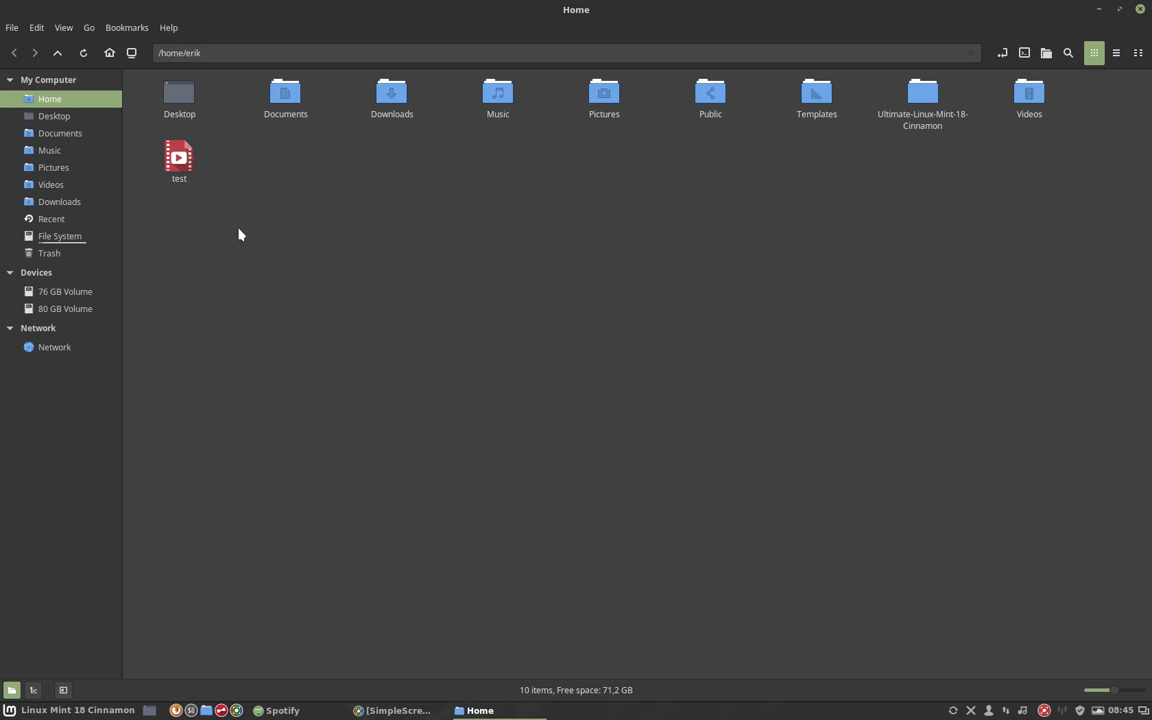 Home
File Edit View Go Bookmarks Help
/home/erik
My Computer
Home
Desktop
Documents
Music
Pictures
Videos
Downloads
Recent
File System
Trash
Devices
76 GB Volume
80 GB Volume
Network
Network
Desktop Documents Downloads Music Pictures Public Templates Ultimate-Linux-Mint-18- Videos
Cinnamon
test
10 items, Free space: 71,2 GB
Linux Mint 18 Cinnamon Spotify [SimpleScre... Home 08:45